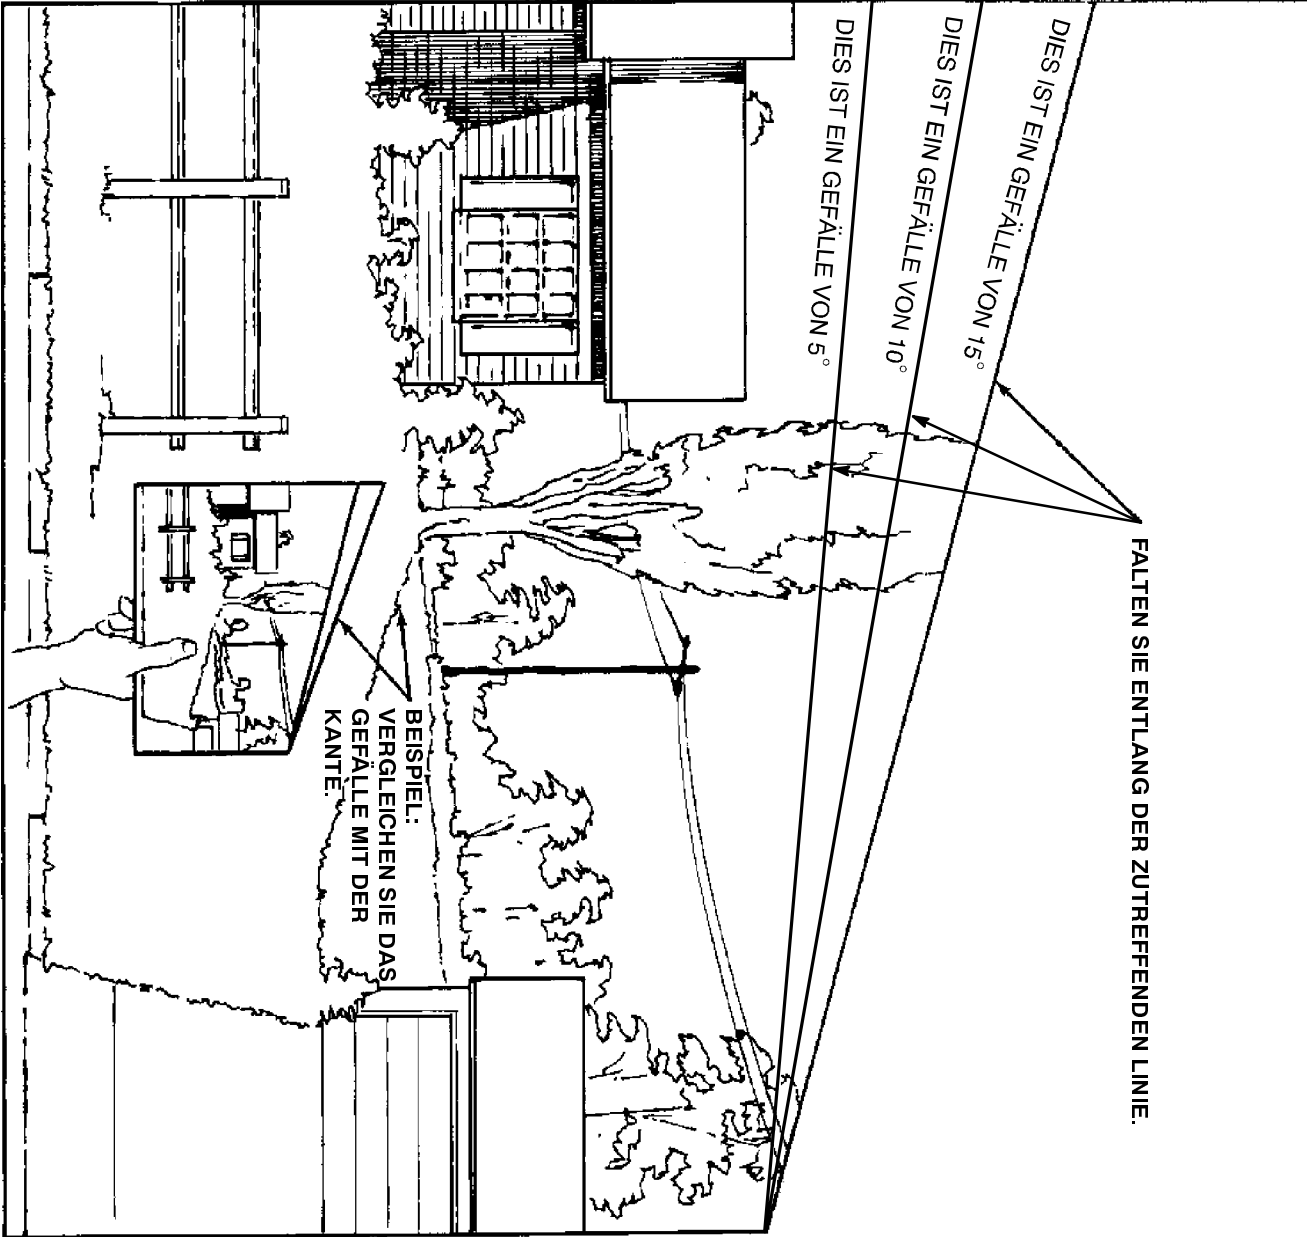 FALTEN SIE ENTLANG DER ZUTREFFENDEN LINIE.
DIES IST EIN GEFÄLLE VON 15°
DIES IST EIN GEFÄLLE VON 10°
DIES IST EIN GEFÄLLE VON 5°
BEISPIEL:
VERGLEICHEN SIE DAS
GEFÄLLE MIT DER
KANTE.